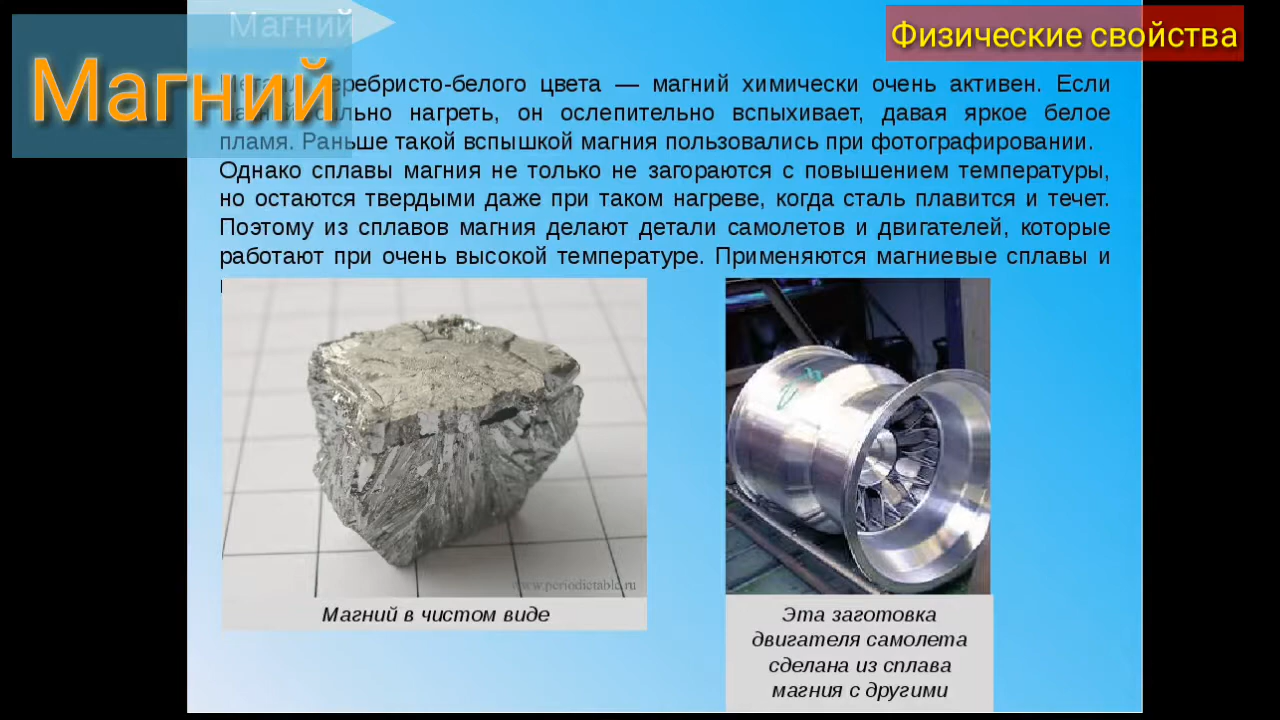 Магний
Физические свойства
Магний
Металл серебристо-белого цвета — магний химически очень активен. Если
магний сильно нагреть, он ослепительно вспыхивает, давая яркое белое
пламя. Раньше такой вспышкой магния пользовались при фотографировании.
Однако сплавы магния не только не загораются с повышением температуры,
но остаются твердыми даже при таком нагреве, когда сталь плавится и течет.
Поэтому из сплавов магния делают детали самолетов и двигателей, которые
работают при очень высокой температуре. Применяются магниевые сплавы и
www.periodictable.ru
Магний в чистом виде
Эта заготовка
двигателя самолета
сделана из сплава
магния с другими